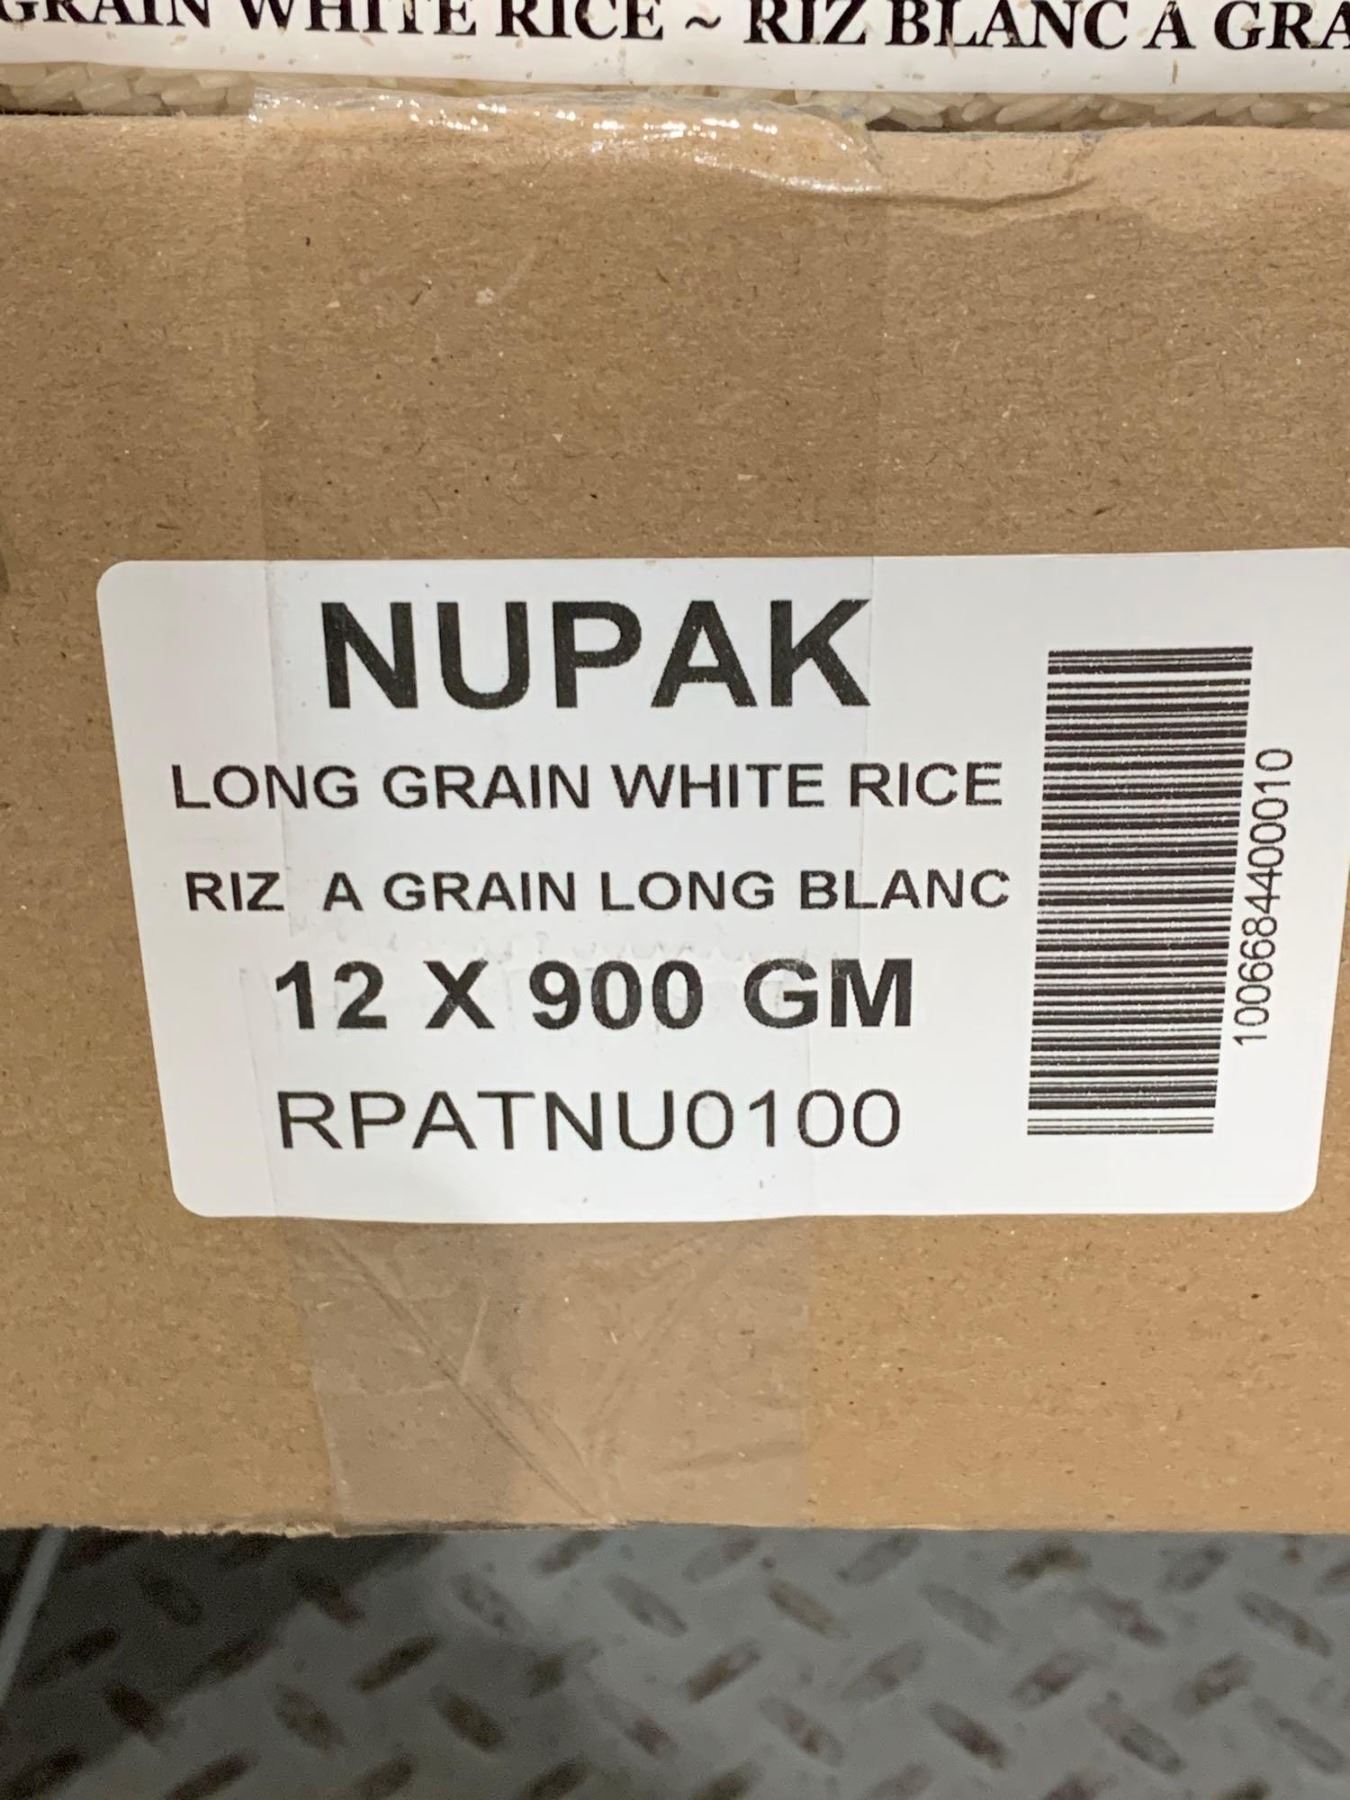 GRAIN WHITE RICE ~ RIZ BLANC A GRA
NUPAK
LONG GRAIN WHITE RICE
RIZ A GRAIN LONG BLANC
12 X 900 GM
RPATNU0100
1006684400010